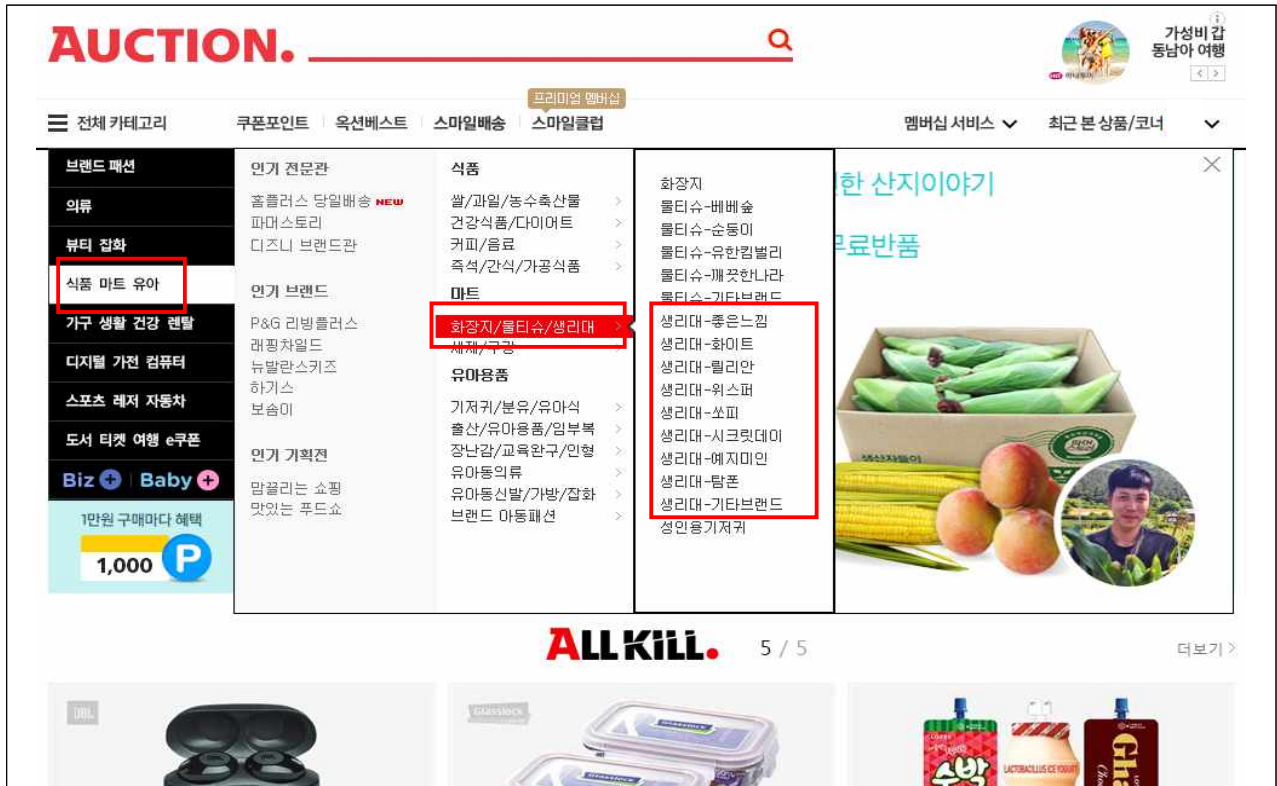 AUCTION.
가성비 갑
동남아 여행
프리미엄 멤버십
전체 카테고리
쿠폰포인트
옥션베스트
스마일배송
스마일클럽
멤버십 서비스
최근 본 상품/코너
브랜드 패션
의류
뷰티 잡화
식품 마트 유아
가구 생활 건강 렌탈
디지털 가전 컴퓨터
스포츠 레저 자동차
도서 티켓 여행 e쿠폰
Biz + Baby +
1만원 구매마다 혜택
1,000 P
인기 전문관
홈플러스 당일배송 NEW
파머스토리
디즈니 브랜드관
인기 브랜드
P&G 리빙플러스
래핑차일드
뉴발란스키즈
하기스
보솜이
인기 기획전
맘끌리는 쇼핑
맛있는 푸드쇼
식품
쌀/과일/농수축산물
건강식품/다이어트
커피/음료
즉석/간식/가공식품
마트
화장지/물티슈/생리대
세제/구강
유아용품
기저귀/분유/유아식
출산/유아용품/임부복
장난감/교육완구/인형
유아동의류
유아동신발/가방/잡화
브랜드 아동패션
화장지
물티슈-베베숲
물티슈-순둥이
물티슈-유한킴벌리
물티슈-깨끗한나라
물티슈-기타브랜드
생리대-좋은느낌
생리대-화이트
생리대-릴리안
생리대-위스퍼
생리대-쏘피
생리대-시크릿데이
생리대-예지미인
생리대-탐폰
생리대-기타브랜드
성인용기저귀
한 산지이야기
무료반품
생산자들이
ALL KILL.
5 / 5
더보기
JBL
Glasslock
Glasslock
수박
LACTOBACILLUS ICE YOGURT
Gha